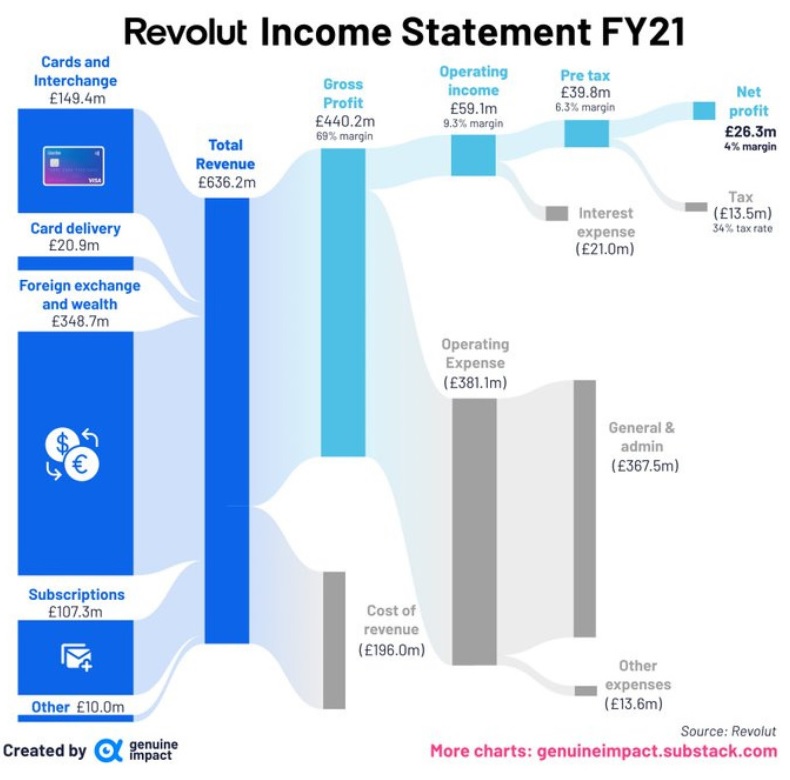 Revolut Income Statement FY21
Cards and
Interchange
£149.4m
VISA
Card delivery
£20.9m
Foreign exchange
and wealth
£348.7m
$
€
Subscriptions
£107.3m
Other £10.0m
Total
Revenue
£636.2m
Gross
Profit
£440.2m
69% margin
Cost of
revenue
(£196.0m)
Operating
income
£59.1m
9.3% margin
Operating
Expense
(£381.1m)
Pre tax
£39.8m
6.3% margin
Interest
expense
(£21.0m)
General &
admin
(£367.5m)
Other
expenses
(£13.6m)
Net
profit
£26.3m
4% margin
Tax
(£13.5m)
34% tax rate
Source: Revolut
Created by genuine
impact
More charts: genuineimpact.substack.com